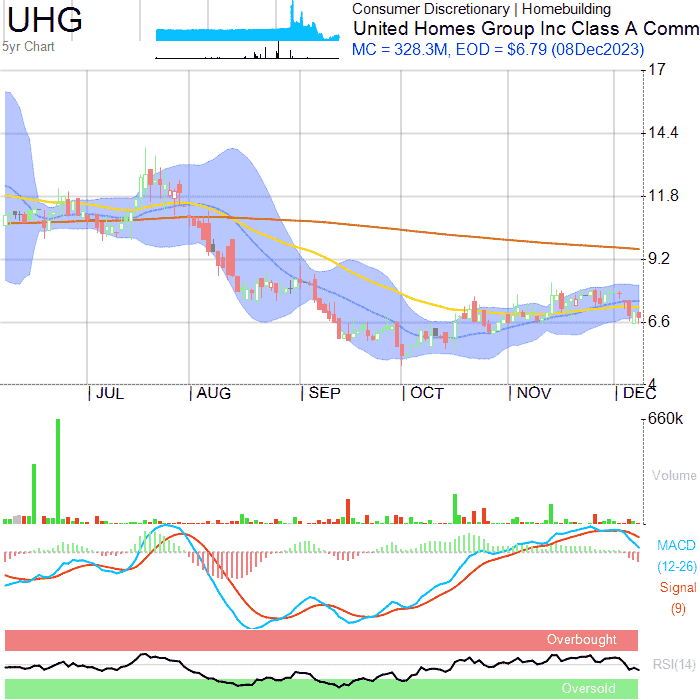 UHG
5yr Chart
Consumer Discretionary | Homebuilding
United Homes Group Inc Class A Comm
MC = 328.3M, EOD = $6.79 (08Dec2023)
17
14.4
11.8
9.2
6.6
4
JUL AUG SEP OCT NOV DEC
660k
Volume
MACD
(12-26)
Signal
(9)
Overbought
RSI(14)
Oversold